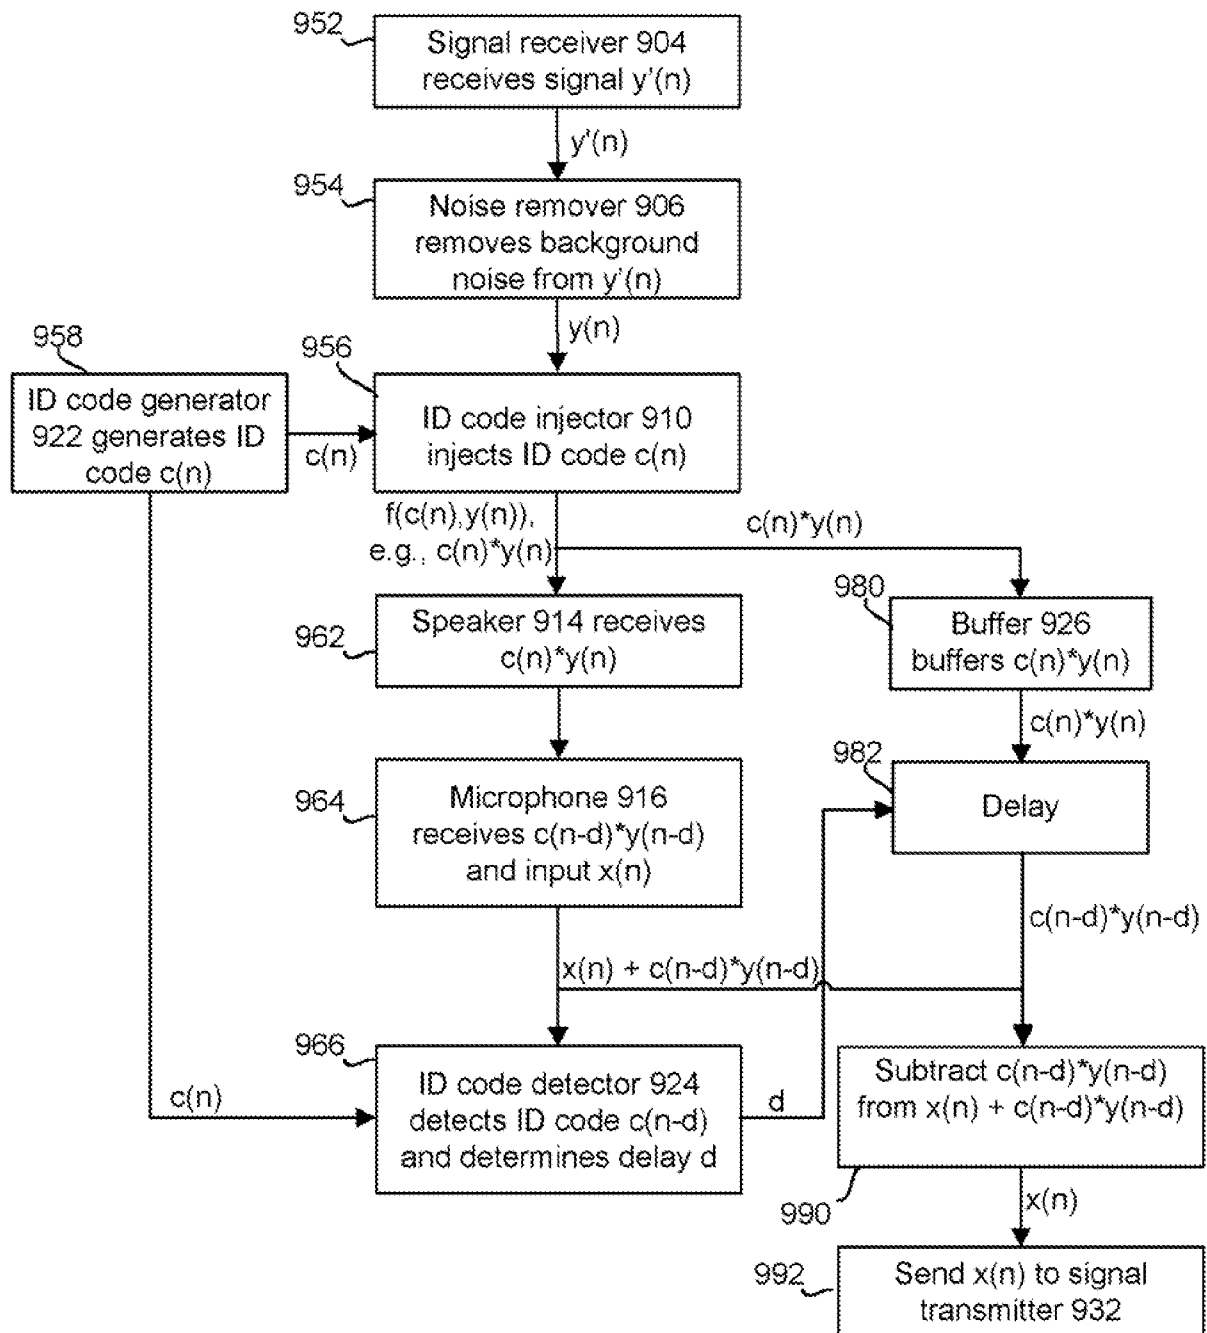 952
Signal receiver 904
receives signal y'(n)
y'(n)
954
Noise remover 906
removes background
noise from y'(n)
y(n)
958
ID code generator
922 generates ID
code c(n)
c(n)
956
ID code injector 910
injects ID code c(n)
f(c(n),y(n)),
e.g., c(n)*y(n)
c(n)*y(n)
962
Speaker 914 receives
c(n)*y(n)
980
Buffer 926
buffers c(n)*y(n)
c(n)*y(n)
964
Microphone 916
receives c(n-d)*y(n-d)
and input x(n)
982
Delay
c(n-d)*y(n-d)
x(n) + c(n-d)*y(n-d)
c(n)
966
ID code detector 924
detects ID code c(n-d)
and determines delay d
d
Subtract c(n-d)*y(n-d)
from x(n) + c(n-d)*y(n-d)
990
x(n)
992
Send x(n) to signal
transmitter 932